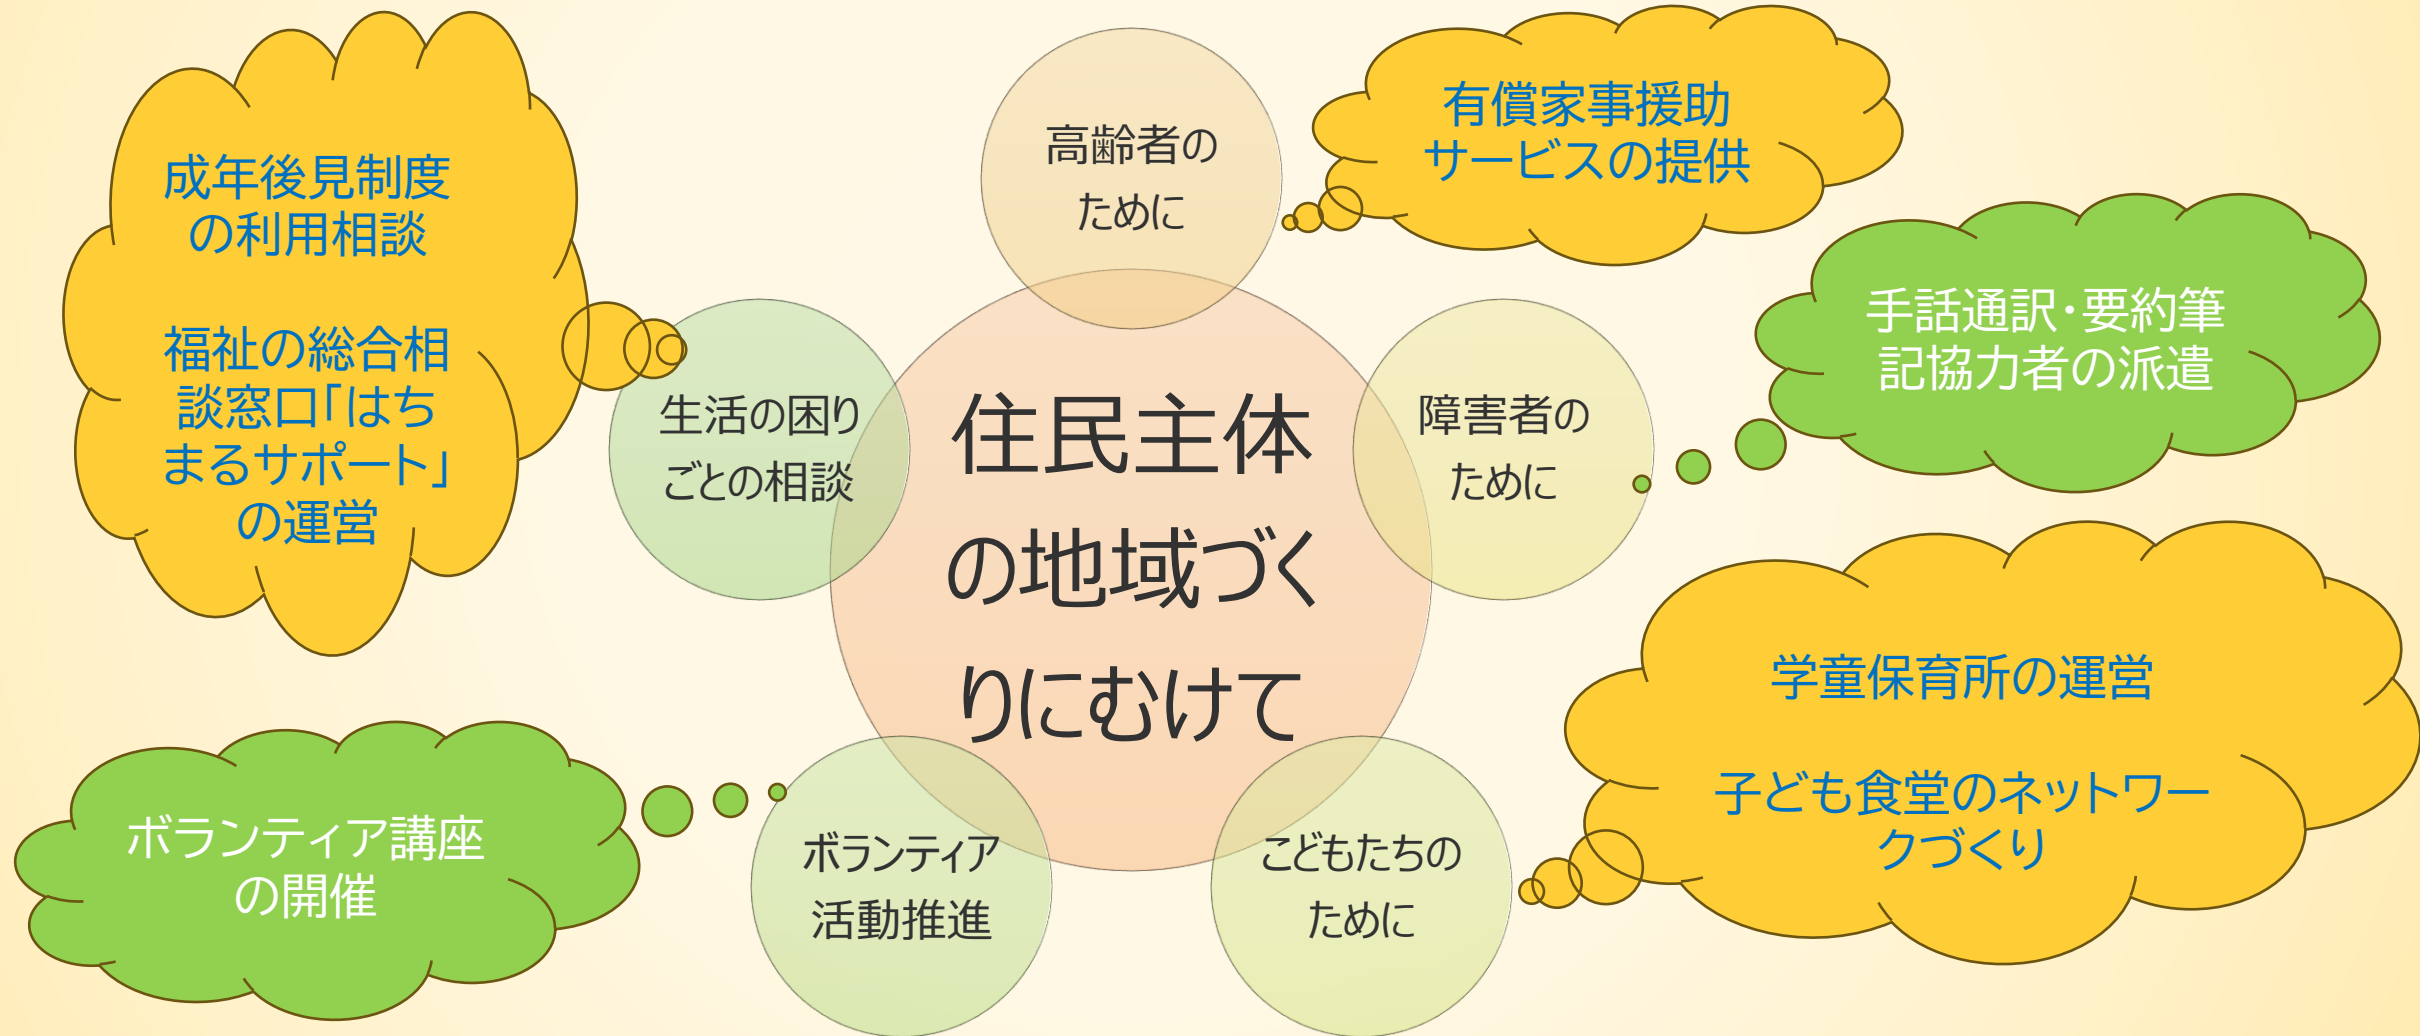 高齢者の
ために
有償家事援助
サービスの提供
成年後見制度
の利用相談
福祉の総合相
談窓口「はち
まるサポート」
の運営
手話通訳・要約筆
記協力者の派遣
生活の困り
ごとの相談
住民主体
の地域づく
りにむけて
障害者の
ために
学童保育所の運営
子ども食堂のネットワー
クづくり
ボランティア講座
の開催
ボランティア
活動推進
こどもたちの
ために